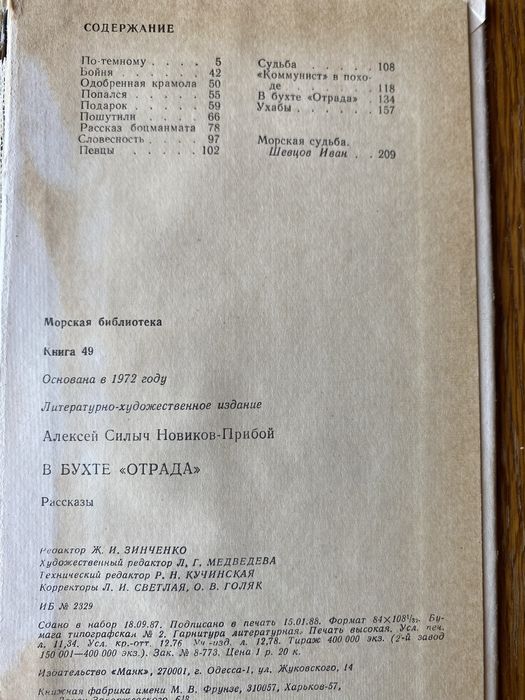 СОДЕРЖАНИЕ
По-темному . . . . 5
Бойня . . . . . 42
Одобренная крамола 50
Попался . . . . . 55
Подарок . . . . . 59
Пошутили . . . . 66
Рассказ боцманмата 78
Словесность . . . . 97
Певцы . . . . . 102
Судьба . . . . . 108
«Коммунист» в похо-
де . . . . . . 118
В бухте «Отрада» . 134
Ухабы . . . . . 157
Морская судьба.
Шевцов Иван . . 209
Морская библиотека
Книга 49
Основана в 1972 году
Литературно-художественное издание
Алексей Силыч Новиков-Прибой
В БУХТЕ «ОТРАДА»
Рассказы
Редактор Ж. И. ЗИНЧЕНКО
Художественный редактор Л. Г. МЕДВЕДЕВА
Технический редактор Р. Н. КУЧИНСКАЯ
Корректоры Л. И. СВЕТЛАЯ, О. В. ГОЛЯК
ИБ № 2329
Сдано в набор 18.09.87. Подписано в печать 15.01.88. Формат 84×108¹/₃₂. Бу-
мага типографская № 2. Гарнитура литературная. Печать высокая. Усл. печ.
л. 11,34. Усл. кр.-отт. 12,76. Уч.-изд. л. 12,78. Тираж 400 000 экз. (2-й завод
150 001—400 000 экз.). Зак. № 8-773. Цена 1 р. 20 к.
Издательство «Маяк», 270001, г. Одесса-1, ул. Жуковского, 14
Книжная фабрика имени М. В. Фрунзе, 310057, Харьков-57,